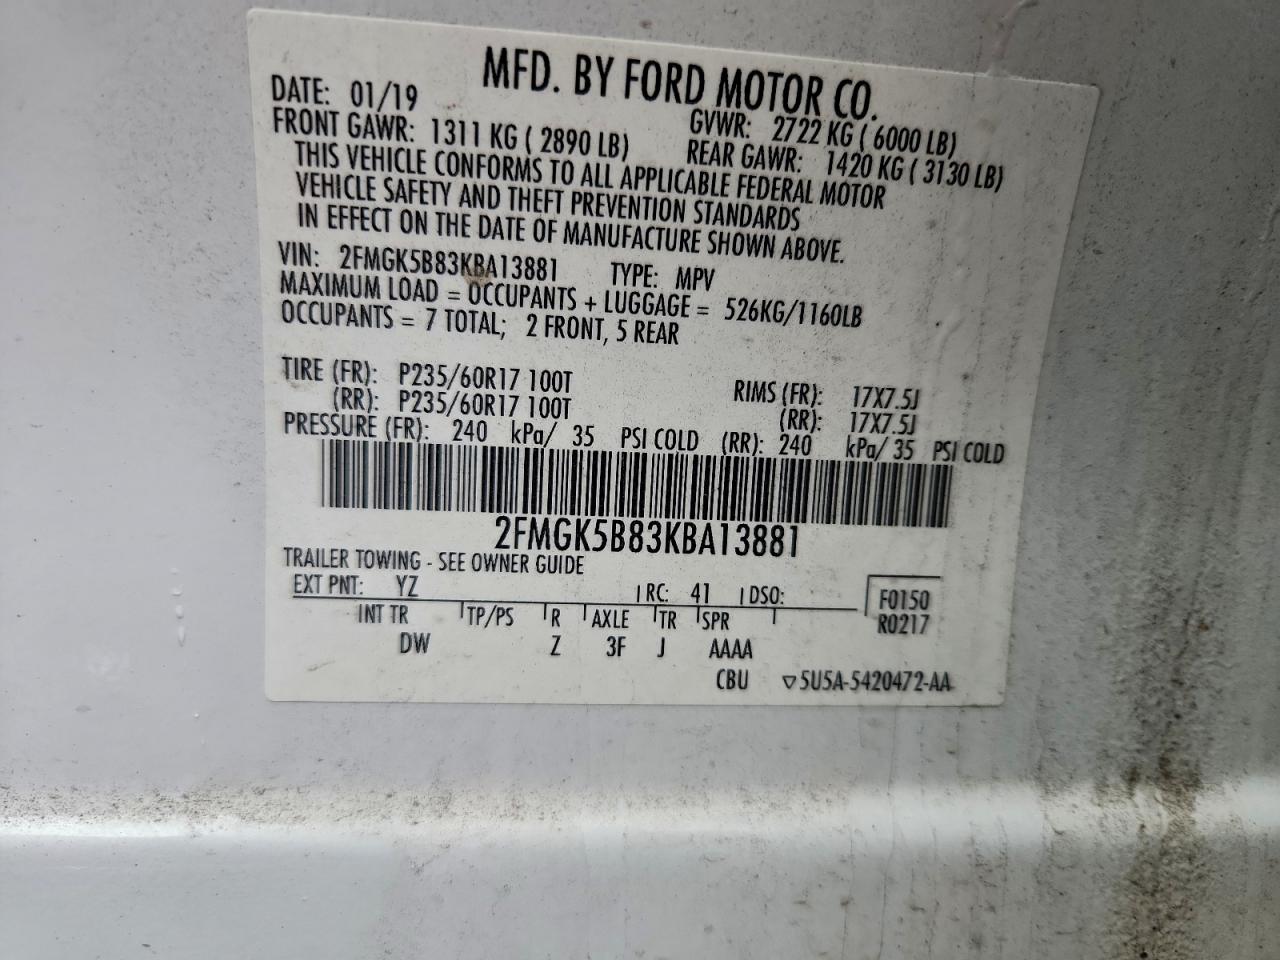 MFD. BY FORD MOTOR CO.
DATE: 01/19 GVWR: 2722 KG ( 6000 LB)
FRONT GAWR: 1311 KG ( 2890 LB) REAR GAWR: 1420 KG ( 3130 LB)
THIS VEHICLE CONFORMS TO ALL APPLICABLE FEDERAL MOTOR
VEHICLE SAFETY AND THEFT PREVENTION STANDARDS
IN EFFECT ON THE DATE OF MANUFACTURE SHOWN ABOVE.
VIN: 2FMGK5B83KBA13881 TYPE: MPV
MAXIMUM LOAD = OCCUPANTS + LUGGAGE = 526KG/1160LB
OCCUPANTS = 7 TOTAL; 2 FRONT, 5 REAR
TIRE (FR): P235/60R17 100T RIMS (FR): 17X7.5J
(RR): P235/60R17 100T (RR): 17X7.5J
PRESSURE (FR): 240 kPa/ 35 PSI COLD (RR): 240 kPa/ 35 PSI COLD
2FMGK5B83KBA13881
TRAILER TOWING - SEE OWNER GUIDE
EXT PNT: YZ RC: 41 DSO: F0150
INT TR TP/PS R AXLE TR SPR R0217
DW Z 3F J AAAA
CBU ▽5U5A-5420472-AA